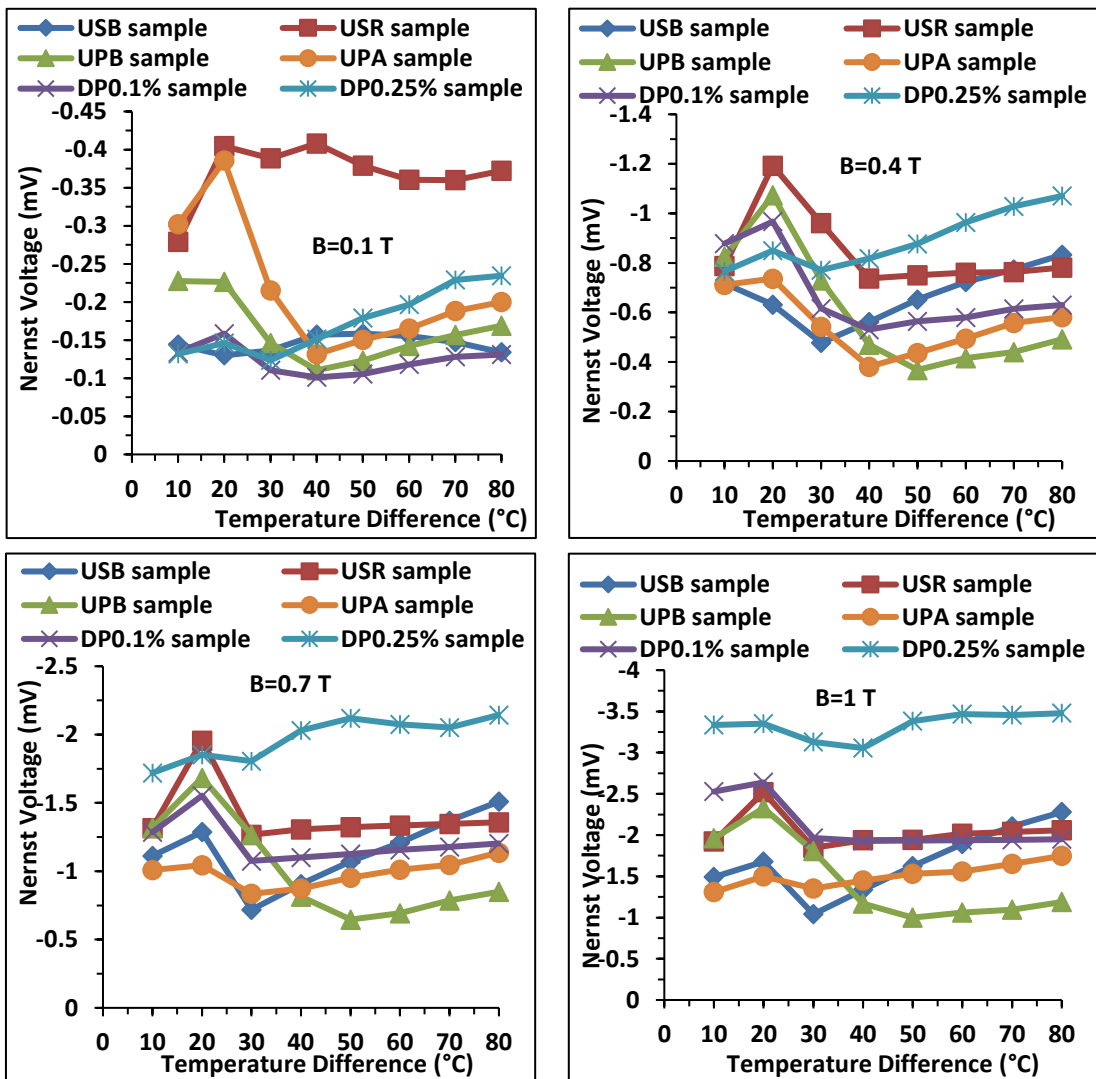 USB sample USR sample
UPB sample UPA sample
DP0.1% sample DP0.25% sample
Nernst Voltage (mV)
-0.45
-0.4
-0.35
-0.3
-0.25
-0.2
-0.15
-0.1
-0.05
0
B=0.1 T
0 10 20 30 40 50 60 70 80
Temperature Difference (°C)
USB sample USR sample
UPB sample UPA sample
DP0.1% sample DP0.25% sample
Nernst Voltage (mV)
-1.4
-1.2
-1
-0.8
-0.6
-0.4
-0.2
0
B=0.4 T
0 10 20 30 40 50 60 70 80
Temperature Difference (°C)
USB sample USR sample
UPB sample UPA sample
DP0.1% sample DP0.25% sample
Nernst Voltage (mV)
-2.5
-2
-1.5
-1
-0.5
0
B=0.7 T
0 10 20 30 40 50 60 70 80
Temperature Difference (°C)
USB sample USR sample
UPB sample UPA sample
DP0.1% sample DP0.25% sample
Nernst Voltage (mV)
-4
-3.5
-3
-2.5
-2
-1.5
-1
-0.5
0
B=1 T
0 10 20 30 40 50 60 70 80
Temperature Difference (°C)